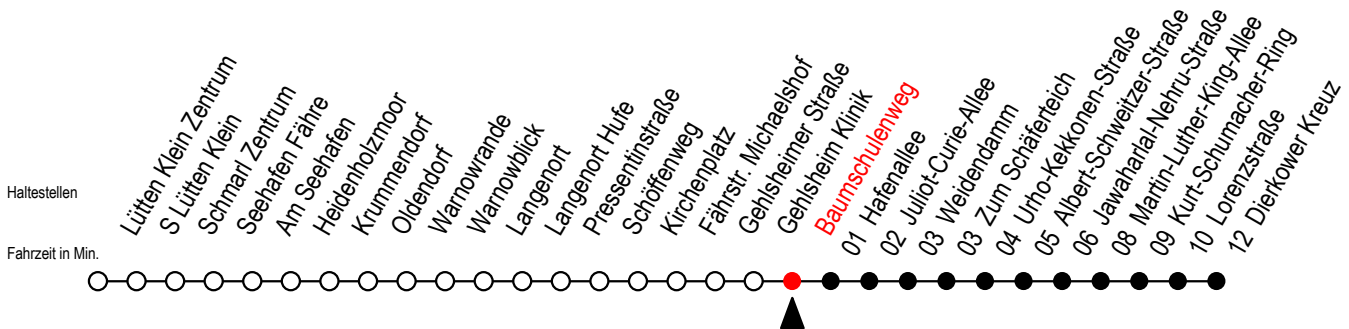 Haltestellen
Fahrzeit in Min.
Lütten Klein Zentrum
S Lütten Klein
Schmarl Zentrum
Seehafen Fähre
Am Seehafen
Heidenholzmoor
Krummendorf
Oldendorf
Warnowrande
Warnowblick
Langenort
Langenort Hufe
Pressentinstraße
Schöffenweg
Kirchenplatz
Fährstr. Michaelshof
Gehlsheimer Straße
Gehlsheim Klinik
Baumschulenweg
01 Hafenallee
02 Juliot-Curie-Allee
03 Weidendamm
03 Zum Schäferteich
04 Urho-Kekkonen-Straße
05 Albert-Schweitzer-Straße
06 Jawaharlal-Nehru-Straße
08 Martin-Luther-King-Allee
09 Kurt-Schumacher-Ring
10 Lorenzstraße
12 Dierkower Kreuz